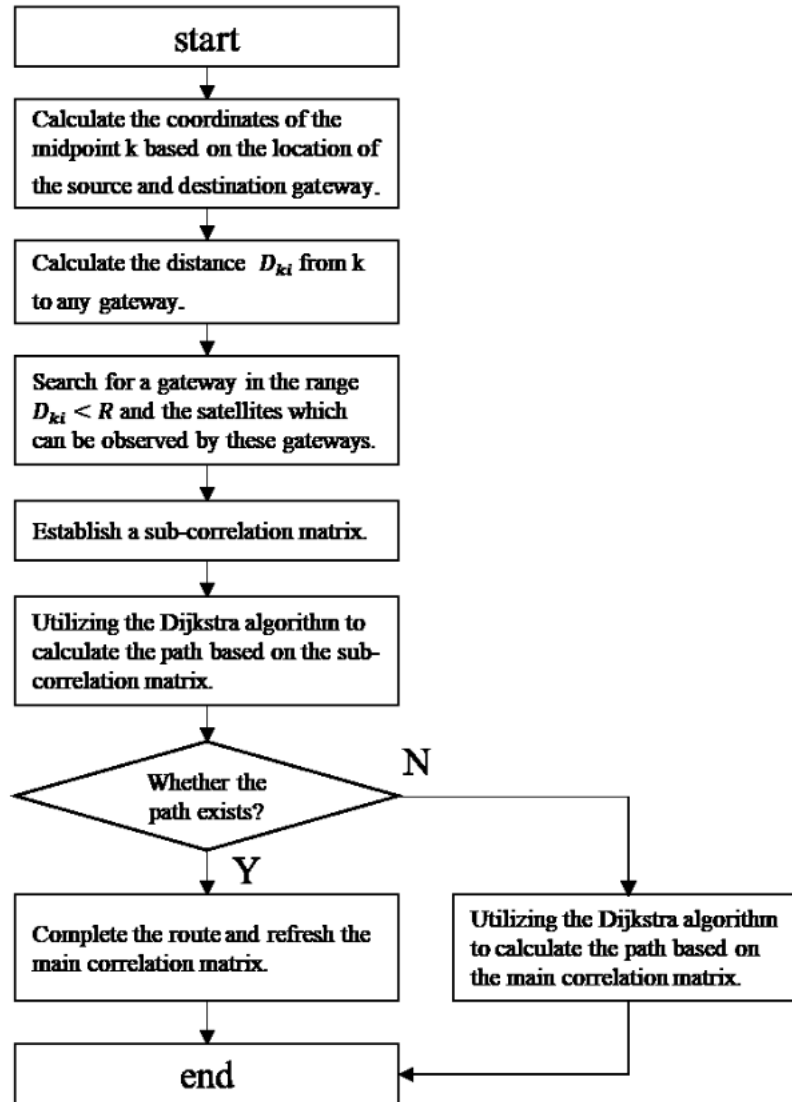 start
Calculate the coordinates of the
midpoint k based on the location of
the source and destination gateway.
Calculate the distance D_{ki} from k
to any gateway.
Search for a gateway in the range
D_{ki} < R and the satellites which
can be observed by these gateways.
Establish a sub-correlation matrix.
Utilizing the Dijkstra algorithm to
calculate the path based on the sub-
correlation matrix.
Whether the
path exists?
N
Y
Complete the route and refresh the
main correlation matrix.
Utilizing the Dijkstra algorithm
to calculate the path based on
the main correlation matrix.
end